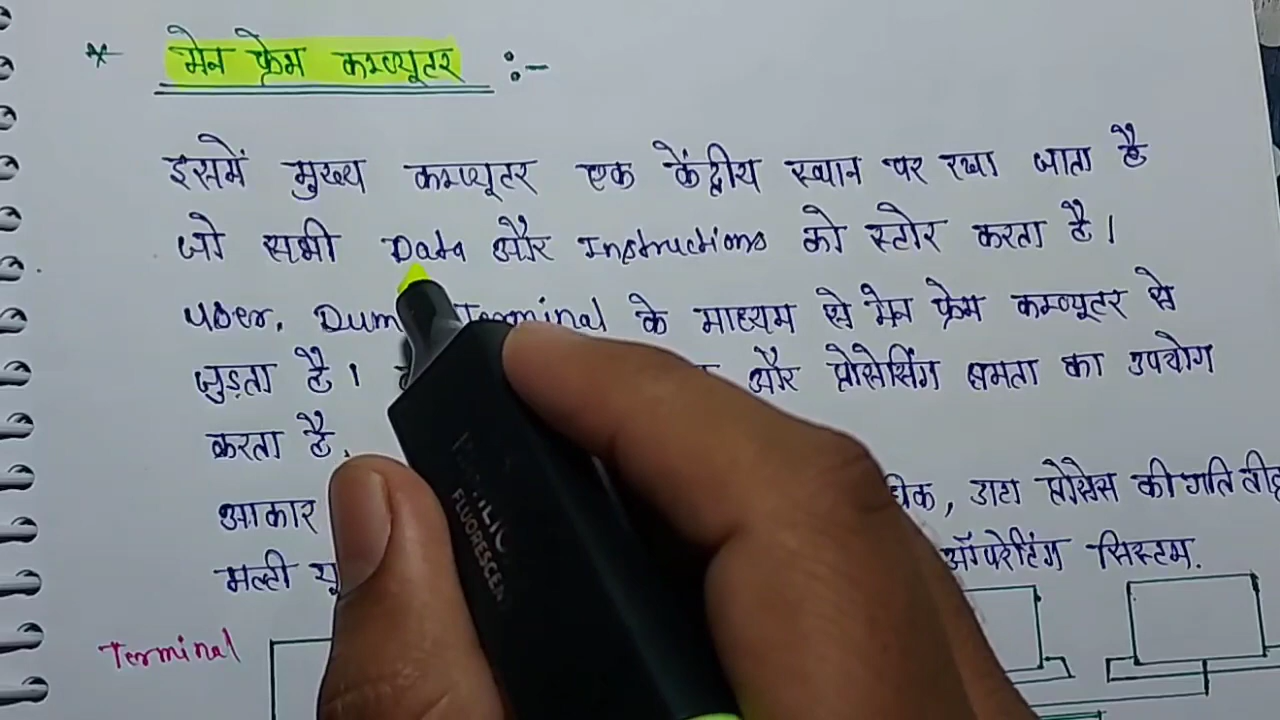 * मेन फ्रेम कम्प्यूटर :-
इसमें मुख्य कम्प्यूटर एक केंद्रीय स्थान पर रखा जाता है
जो सभी Data और Instructions को स्टोर करता है।
User, Dum Terminal के माध्यम से मेन फ्रेम कम्प्यूटर से
जुड़ता है। और प्रोसेसिंग क्षमता का उपयोग
करता है.
आकार , डाटा प्रोसेस की गति
मल्टी ऑपरेटिंग सिस्टम.
Terminal
FLUORESCEN